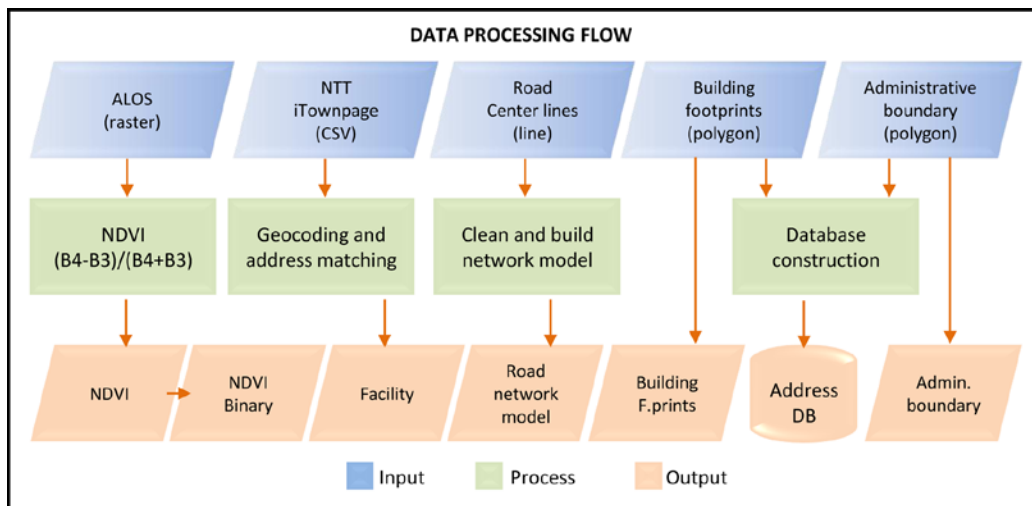 DATA PROCESSING FLOW
ALOS
(raster)
NTT
iTownpage
(CSV)
Road
Center lines
(line)
Building
footprints
(polygon)
Administrative
boundary
(polygon)
NDVI
(B4-B3)/(B4+B3)
Geocoding and
address matching
Clean and build
network model
Database
construction
NDVI
NDVI
Binary
Facility
Road
network
model
Building
F.prints
Address
DB
Admin.
boundary
Input
Process
Output